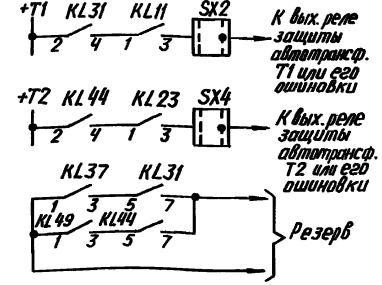 +T1 KL31 KL11 SX2
2 4 1 3
К вых. реле
защиты
автотрансф.
Т1 или его
ошиновки
+T2 KL44 KL23 SX4
2 4 1 3
К вых. реле
защиты
автотрансф.
Т2 или его
ошиновки
KL37 KL31
1 3 5 7
KL49 KL44
1 3 5 7
Резерв